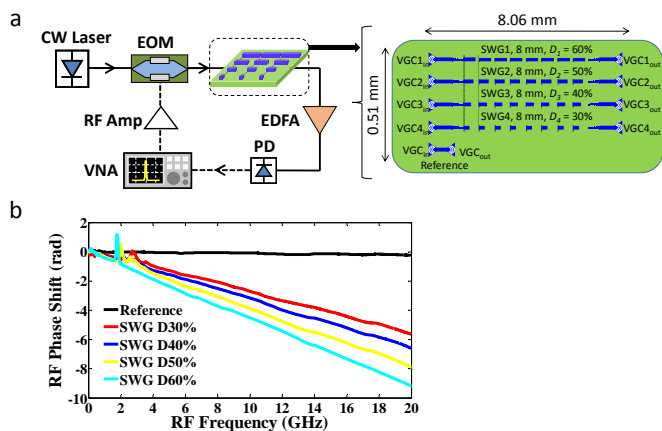 a
CW Laser
EOM
RF Amp
VNA
PD
EDFA
8.06 mm
0.51 mm
SWG1, 8 mm, D₁ = 60%
VGC1in
VGC1out
SWG2, 8 mm, D₂ = 50%
VGC2in
VGC2out
SWG3, 8 mm, D₃ = 40%
VGC3in
VGC3out
SWG4, 8 mm, D₄ = 30%
VGC4in
VGC4out
VGCin
VGCout
Reference
b
RF Phase Shift (rad)
2
0
-2
-4
-6
-8
-10
Reference
SWG D30%
SWG D40%
SWG D50%
SWG D60%
0 2 4 6 8 10 12 14 16 18 20
RF Frequency (GHz)